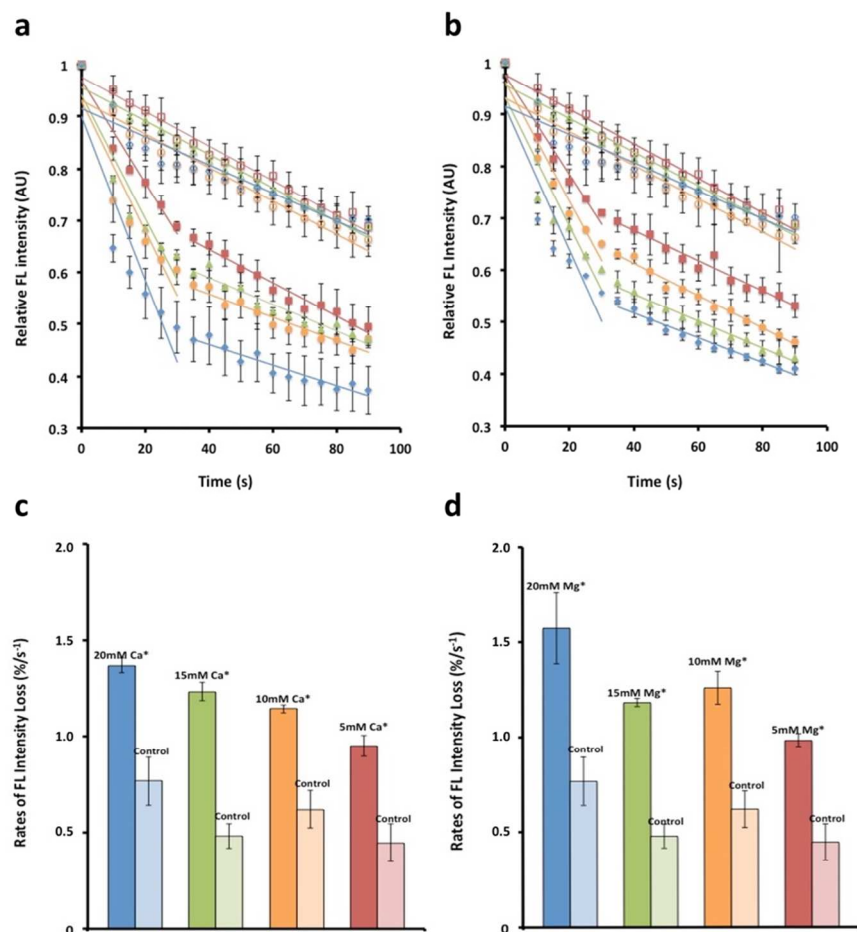 a
b
Relative FL Intensity (AU)
1
0.9
0.8
0.7
0.6
0.5
0.4
0.3
0
20
40
60
80
100
Time (s)
Relative FL Intensity (AU)
1
0.9
0.8
0.7
0.6
0.5
0.4
0.3
0
20
40
60
80
100
Time (s)
c
d
Rates of FL Intensity Loss (%/s⁻¹)
2.0
1.5
1.0
0.5
0
20mM Ca*
Control
15mM Ca*
Control
10mM Ca*
Control
5mM Ca*
Control
Rates of FL Intensity Loss (%/s⁻¹)
2.0
1.5
1.0
0.5
0
20mM Mg*
Control
15mM Mg*
Control
10mM Mg*
Control
5mM Mg*
Control